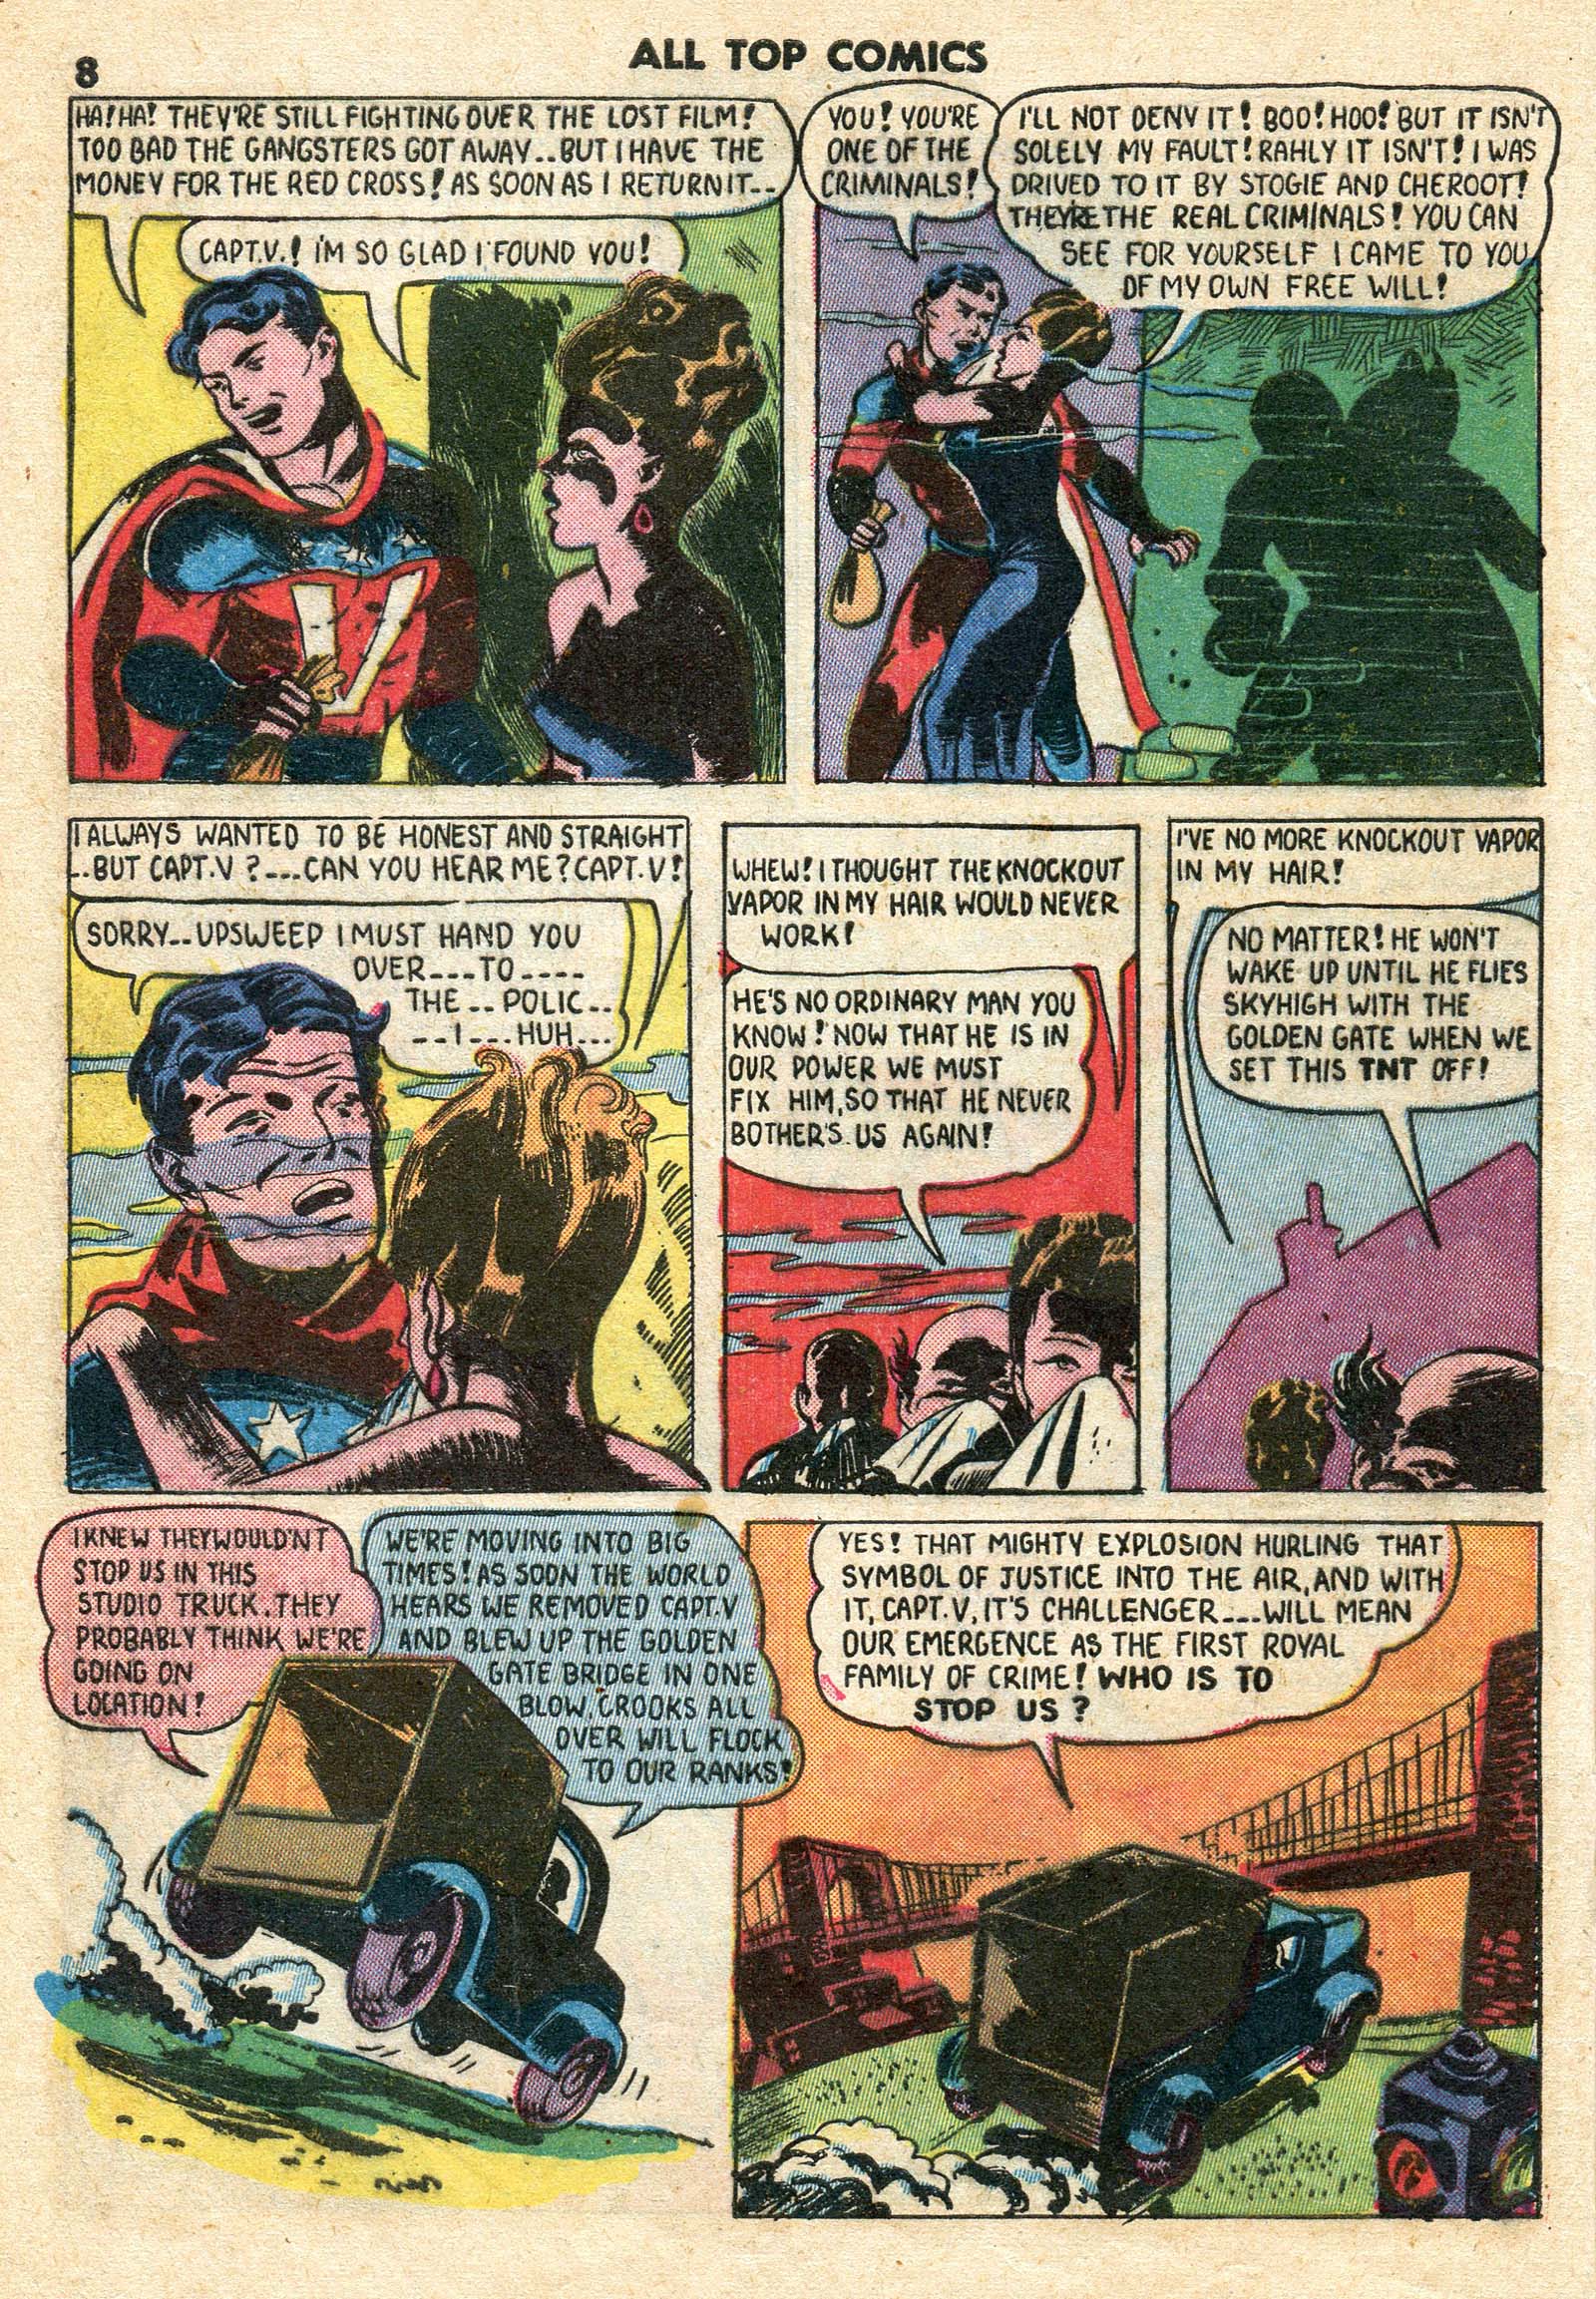 8
ALL TOP COMICS
HA! HA! THEY'RE STILL FIGHTING OVER THE LOST FILM!
TOO BAD THE GANGSTERS GOT AWAY..BUT I HAVE THE
MONEY FOR THE RED CROSS! AS SOON AS I RETURN IT--
CAPT.V.! I'M SO GLAD I FOUND YOU!
YOU! YOU'RE
ONE OF THE
CRIMINALS!
I'LL NOT DENY IT! BOO! HOO! BUT IT ISN'T
SOLELY MY FAULT! RAHLY IT ISN'T! I WAS
DRIVED TO IT BY STOGIE AND CHEROOT!
THEY'RE THE REAL CRIMINALS! YOU CAN
SEE FOR YOURSELF I CAME TO YOU
OF MY OWN FREE WILL!
I ALWAYS WANTED TO BE HONEST AND STRAIGHT
..BUT CAPT.V ?---CAN YOU HEAR ME? CAPT.V!
SORRY--UPSWEEP I MUST HAND YOU
OVER---TO----
THE--POLIC--
--I---HUH---
WHEW! I THOUGHT THE KNOCKOUT
VAPOR IN MY HAIR WOULD NEVER
WORK!
HE'S NO ORDINARY MAN YOU
KNOW! NOW THAT HE IS IN
OUR POWER WE MUST
FIX HIM, SO THAT HE NEVER
BOTHER'S US AGAIN!
I'VE NO MORE KNOCKOUT VAPOR
IN MY HAIR!
NO MATTER! HE WON'T
WAKE UP UNTIL HE FLIES
SKYHIGH WITH THE
GOLDEN GATE WHEN WE
SET THIS TNT OFF!
I KNEW THEY WOULD'NT
STOP US IN THIS
STUDIO TRUCK. THEY
PROBABLY THINK WE'RE
GOING ON
LOCATION!
WE'RE MOVING INTO BIG
TIMES! AS SOON THE WORLD
HEARS WE REMOVED CAPT.V
AND BLEW UP THE GOLDEN
GATE BRIDGE IN ONE
BLOW, CROOKS ALL
OVER WILL FLOCK
TO OUR RANKS!
YES! THAT MIGHTY EXPLOSION HURLING THAT
SYMBOL OF JUSTICE INTO THE AIR, AND WITH
IT, CAPT.V, IT'S CHALLENGER---WILL MEAN
OUR EMERGENCE AS THE FIRST ROYAL
FAMILY OF CRIME! WHO IS TO
STOP US?